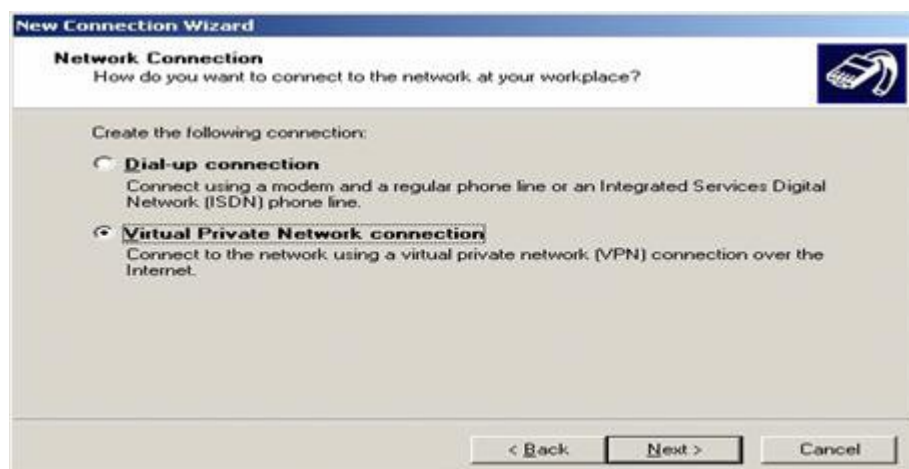 New Connection Wizard
Network Connection
How do you want to connect to the network at your workplace?
Create the following connection:
Dial-up connection
Connect using a modem and a regular phone line or an Integrated Services Digital
Network (ISDN) phone line.
Virtual Private Network connection
Connect to the network using a virtual private network (VPN) connection over the
Internet.
< Back
Next >
Cancel